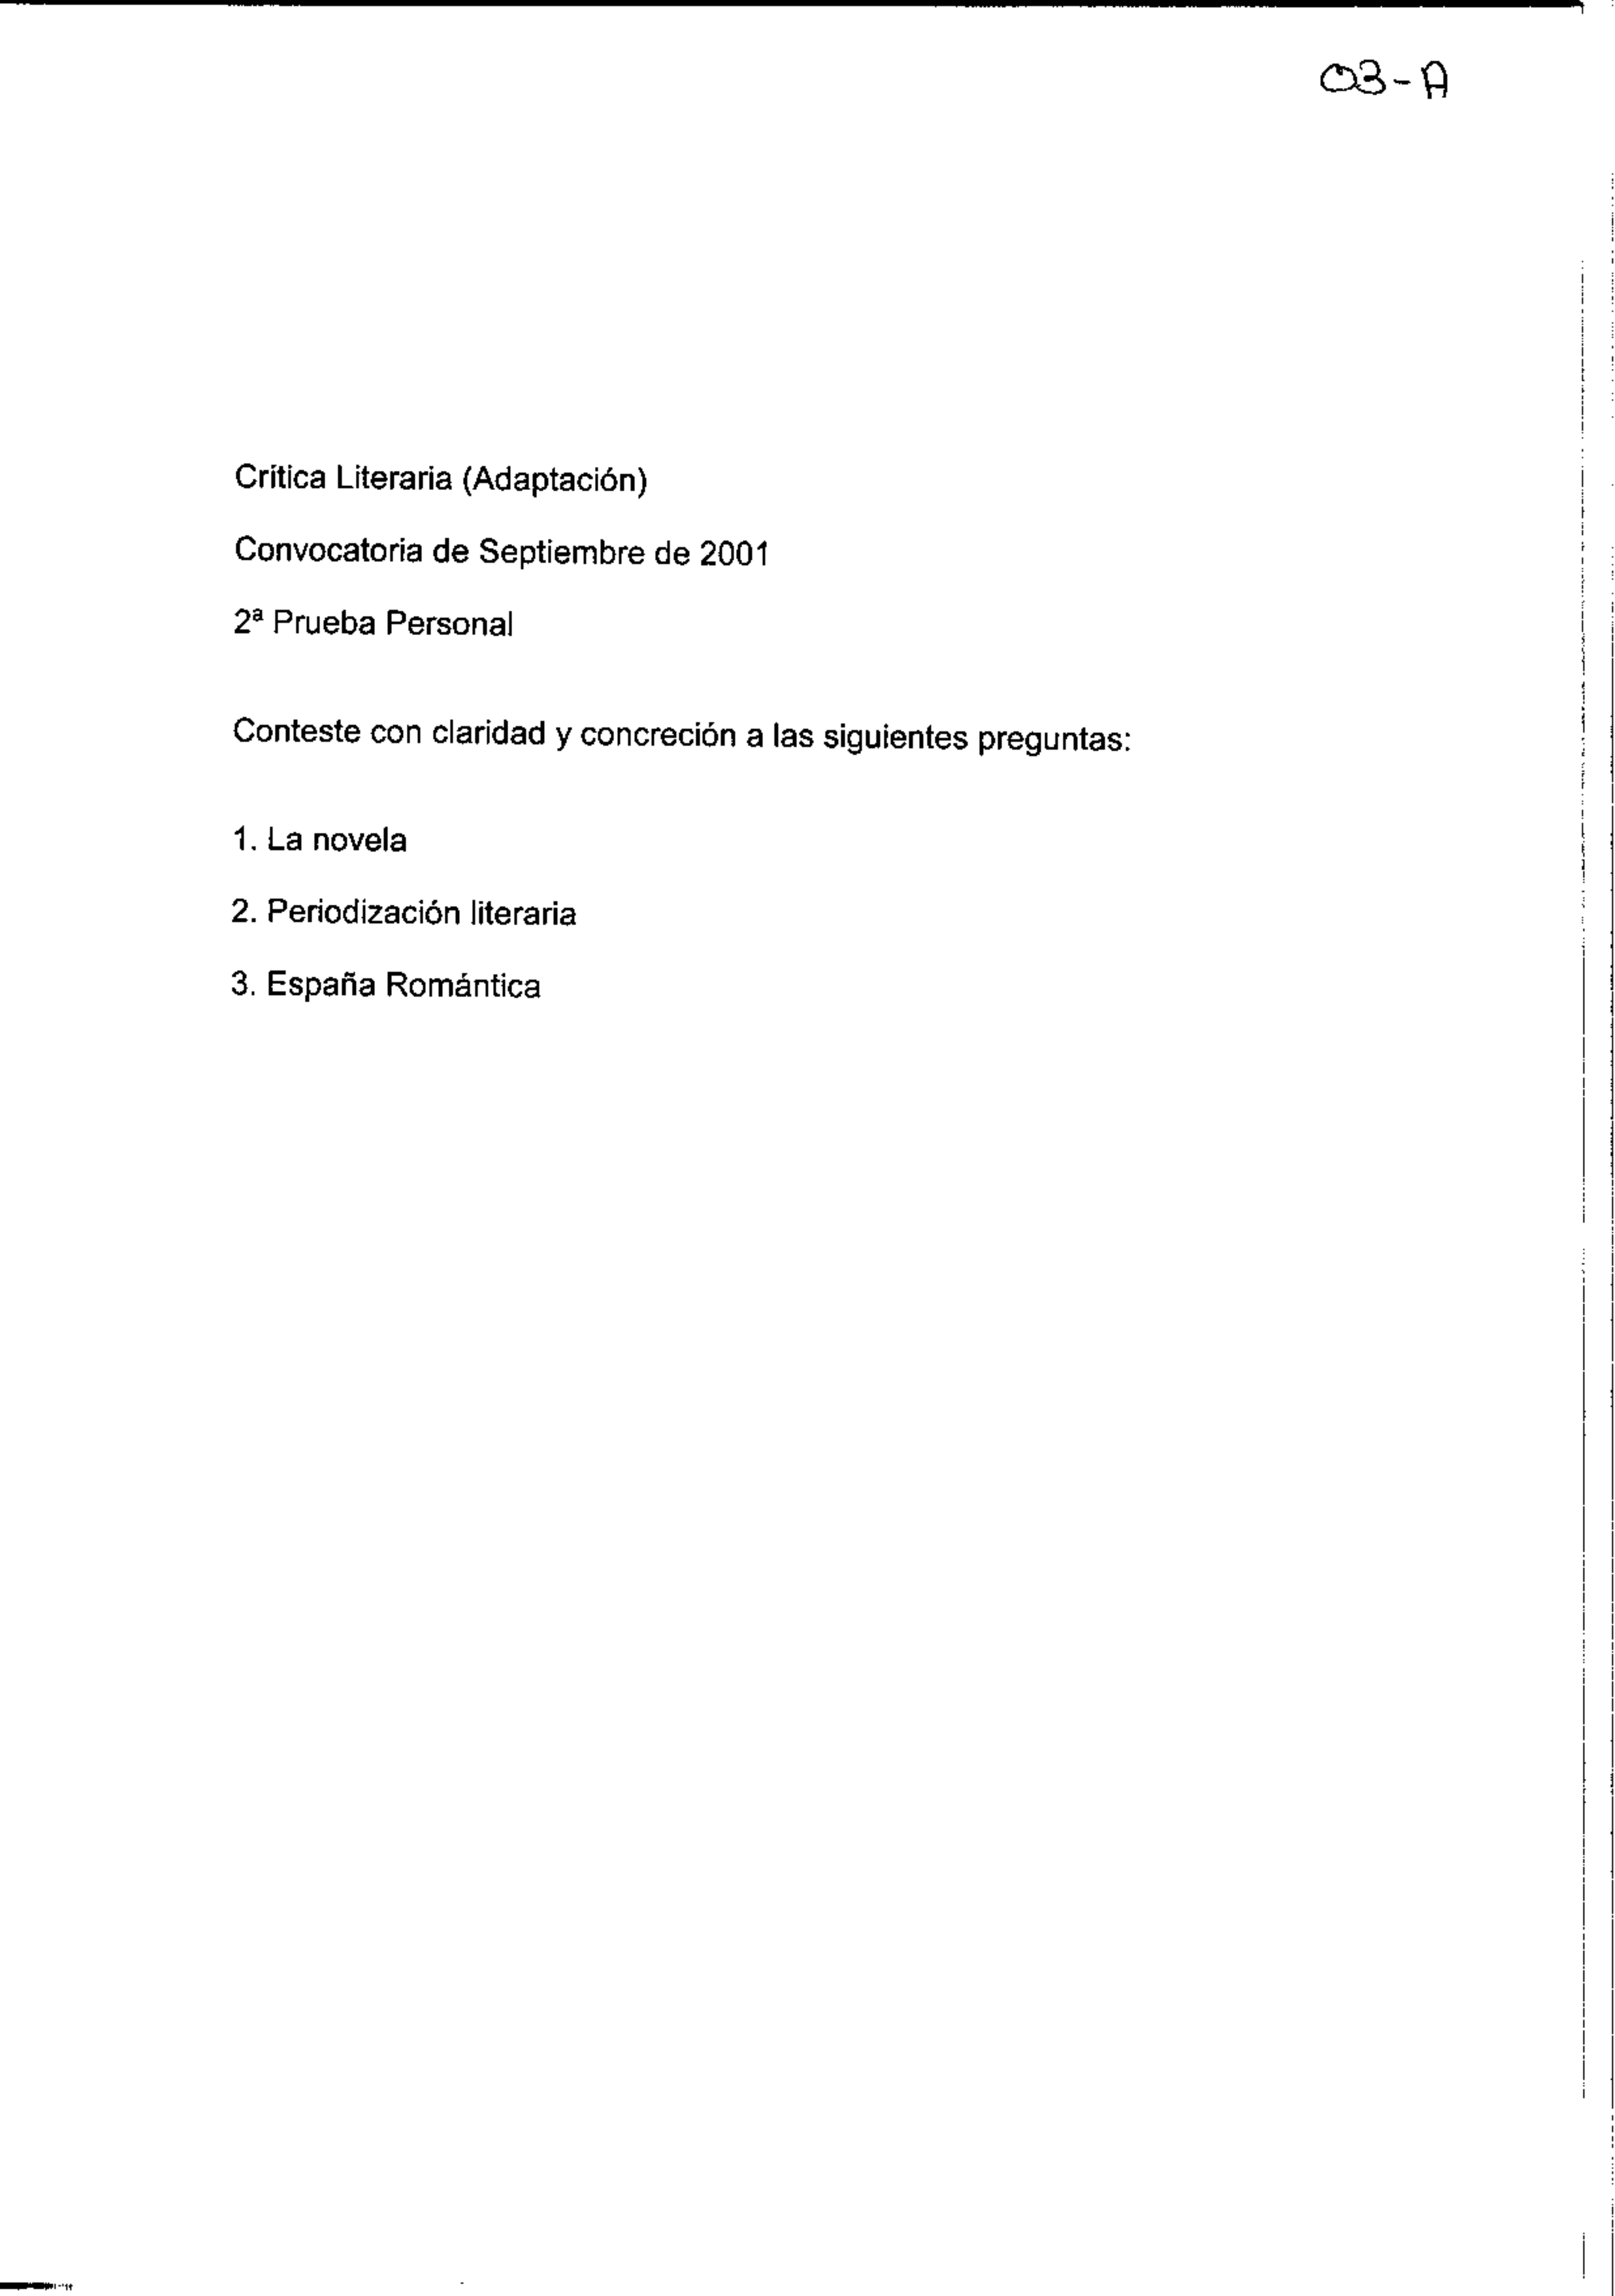 03-A
Crítica Literaria (Adaptación)
Convocatoria de Septiembre de 2001
2ª Prueba Personal
Conteste con claridad y concreción a las siguientes preguntas:
1. La novela
2. Periodización literaria
3. España Romántica